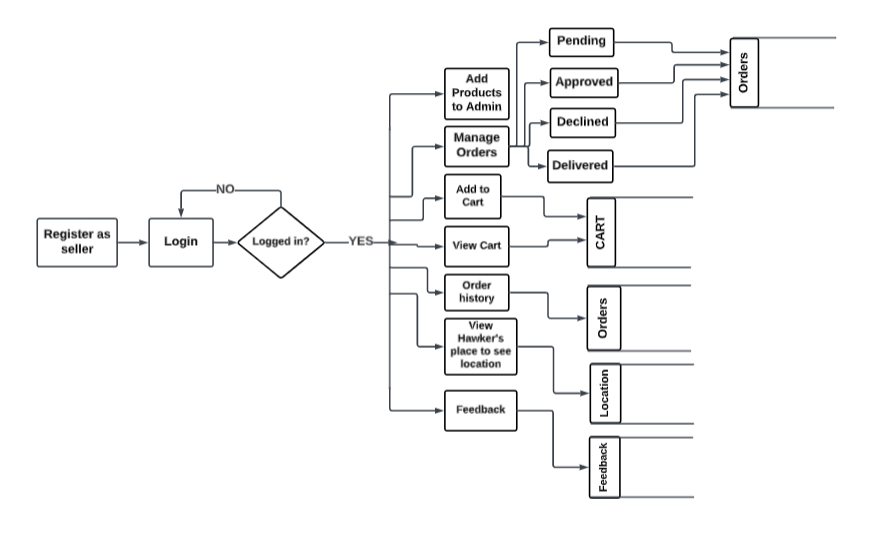 Pending
Orders
Add
Products
to Admin
Approved
Declined
Manage
Orders
Delivered
NO
Add to
Cart
Register as
seller
Login
Logged in?
YES
View Cart
CART
Order
history
Orders
View
Hawker's
place to see
location
Location
Feedback
Feedback